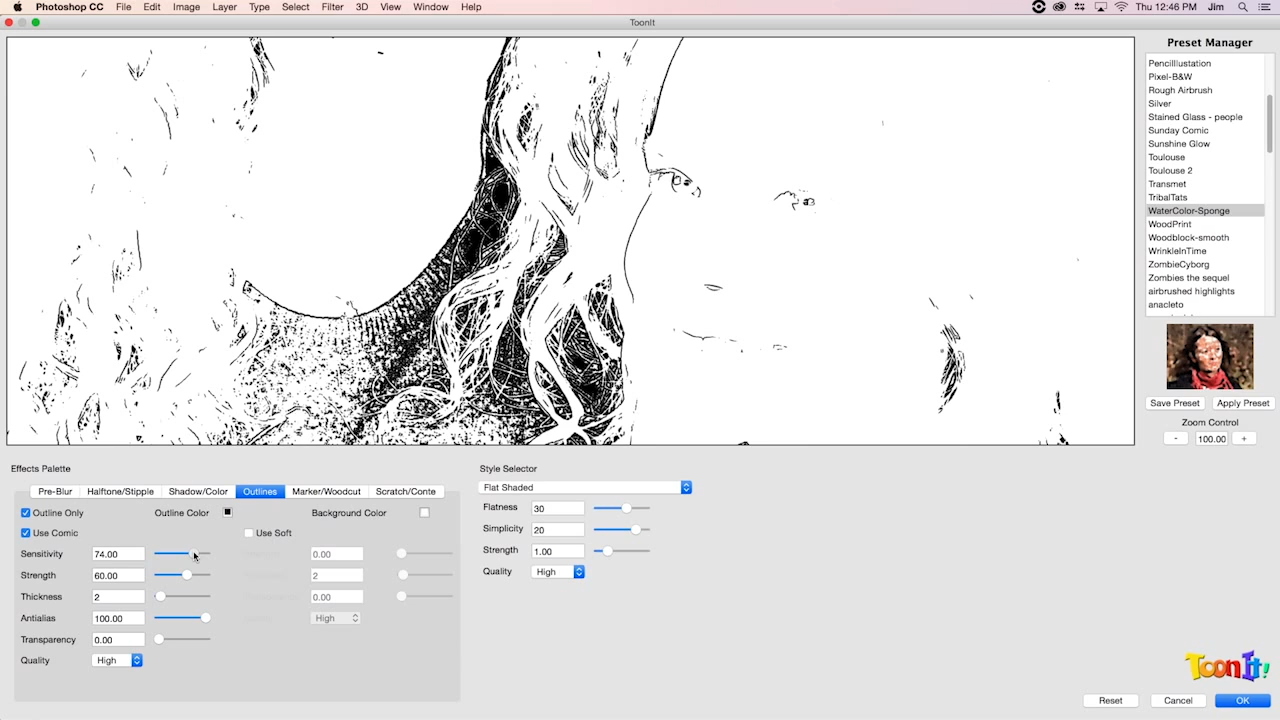 Photoshop CC File Edit Image Layer Type Select Filter 3D View Window Help Thu 12:46 PM Jim
ToonIt
Preset Manager
PencilIlustation
Pixel-B&W
Rough Airbrush
Silver
Stained Glass - people
Sunday Comic
Sunshine Glow
Toulouse
Toulouse 2
Transmet
TribalTats
WaterColor-Sponge
WoodPrint
Woodblock-smooth
WrinkleInTime
ZombieCyborg
Zombies the sequel
airbrushed highlights
anacleto
Save Preset Apply Preset
Zoom Control
- 100.00 +
Effects Palette
Pre-Blur Halftone/Stipple Shadow/Color Outlines Marker/Woodcut Scratch/Conte
Outline Only Outline Color Background Color
Use Comic Use Soft
Sensitivity 74.00 0.00
Strength 60.00 2
Thickness 2 0.00
Antialias 100.00 High
Transparency 0.00
Quality High
Style Selector
Flat Shaded
Flatness 30
Simplicity 20
Strength 1.00
Quality High
ToonIt!
Reset Cancel OK